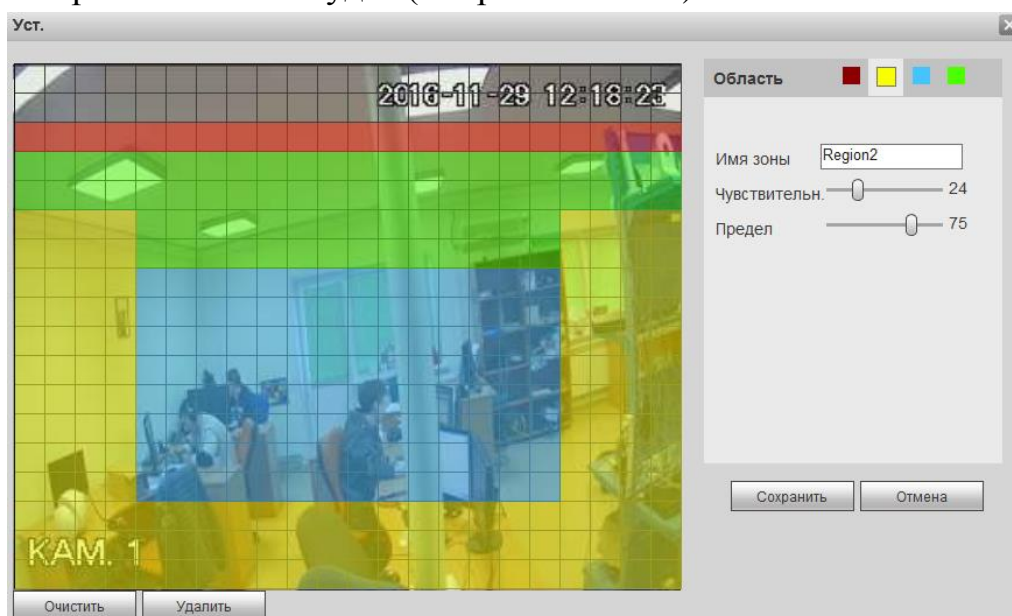 Уст.
2016-11-29 12:18:23
Область
Имя зоны Region2
Чувствительн. 24
Предел 75
Сохранить Отмена
КАМ. 1
Очистить Удалить